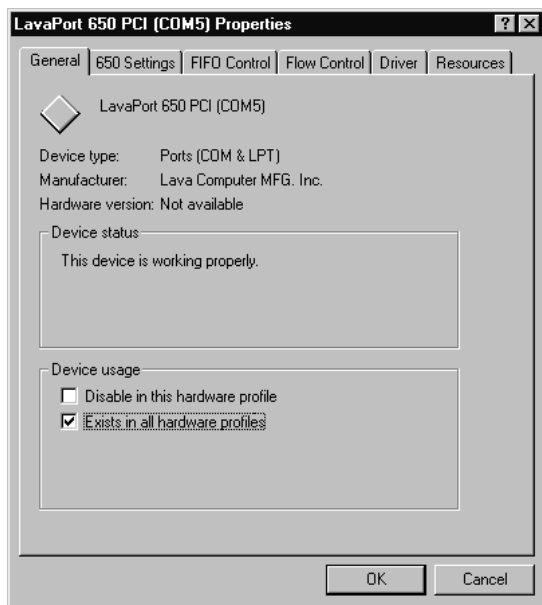 LavaPort 650 PCI (COM5) Properties
General 650 Settings FIFO Control Flow Control Driver Resources
LavaPort 650 PCI (COM5)
Device type: Ports (COM & LPT)
Manufacturer: Lava Computer MFG. Inc.
Hardware version: Not available
Device status
This device is working properly.
Device usage
Disable in this hardware profile
Exists in all hardware profiles
OK Cancel